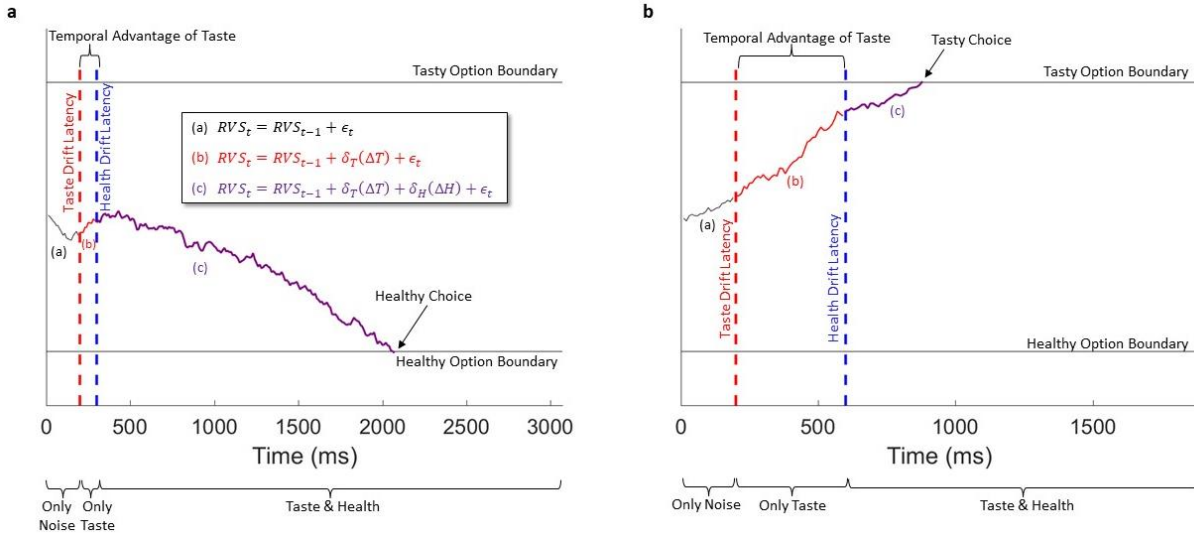 a
Temporal Advantage of Taste
Tasty Option Boundary
Taste Drift Latency
Health Drift Latency
(a) RVS_t = RVS_{t−1} + ϵ_t
(b) RVS_t = RVS_{t−1} + δ_T(ΔT) + ϵ_t
(c) RVS_t = RVS_{t−1} + δ_T(ΔT) + δ_H(ΔH) + ϵ_t
(a)
(b)
(c)
Healthy Choice
Healthy Option Boundary
0 500 1000 1500 2000 2500 3000
Time (ms)
Only Noise
Only Taste
Taste & Health
b
Temporal Advantage of Taste
Tasty Choice
Tasty Option Boundary
(c)
(b)
(a)
Taste Drift Latency
Health Drift Latency
Healthy Option Boundary
0 500 1000 1500
Time (ms)
Only Noise
Only Taste
Taste & Health